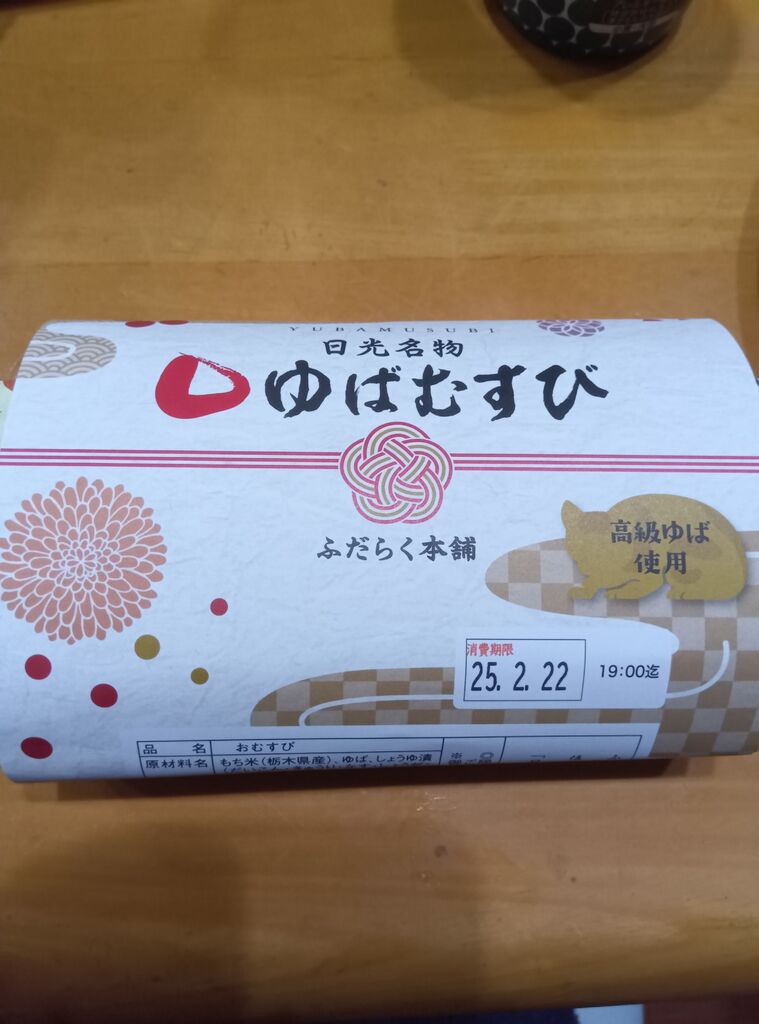 YUBAMUSUBI
日光名物
ゆばむすび
ふだらく本舗
高級ゆば
使用
消費期限
25. 2. 22
19:00迄
品 名 おむすび
原材料名 もち米(栃木県産)、ゆば、しょうゆ漬